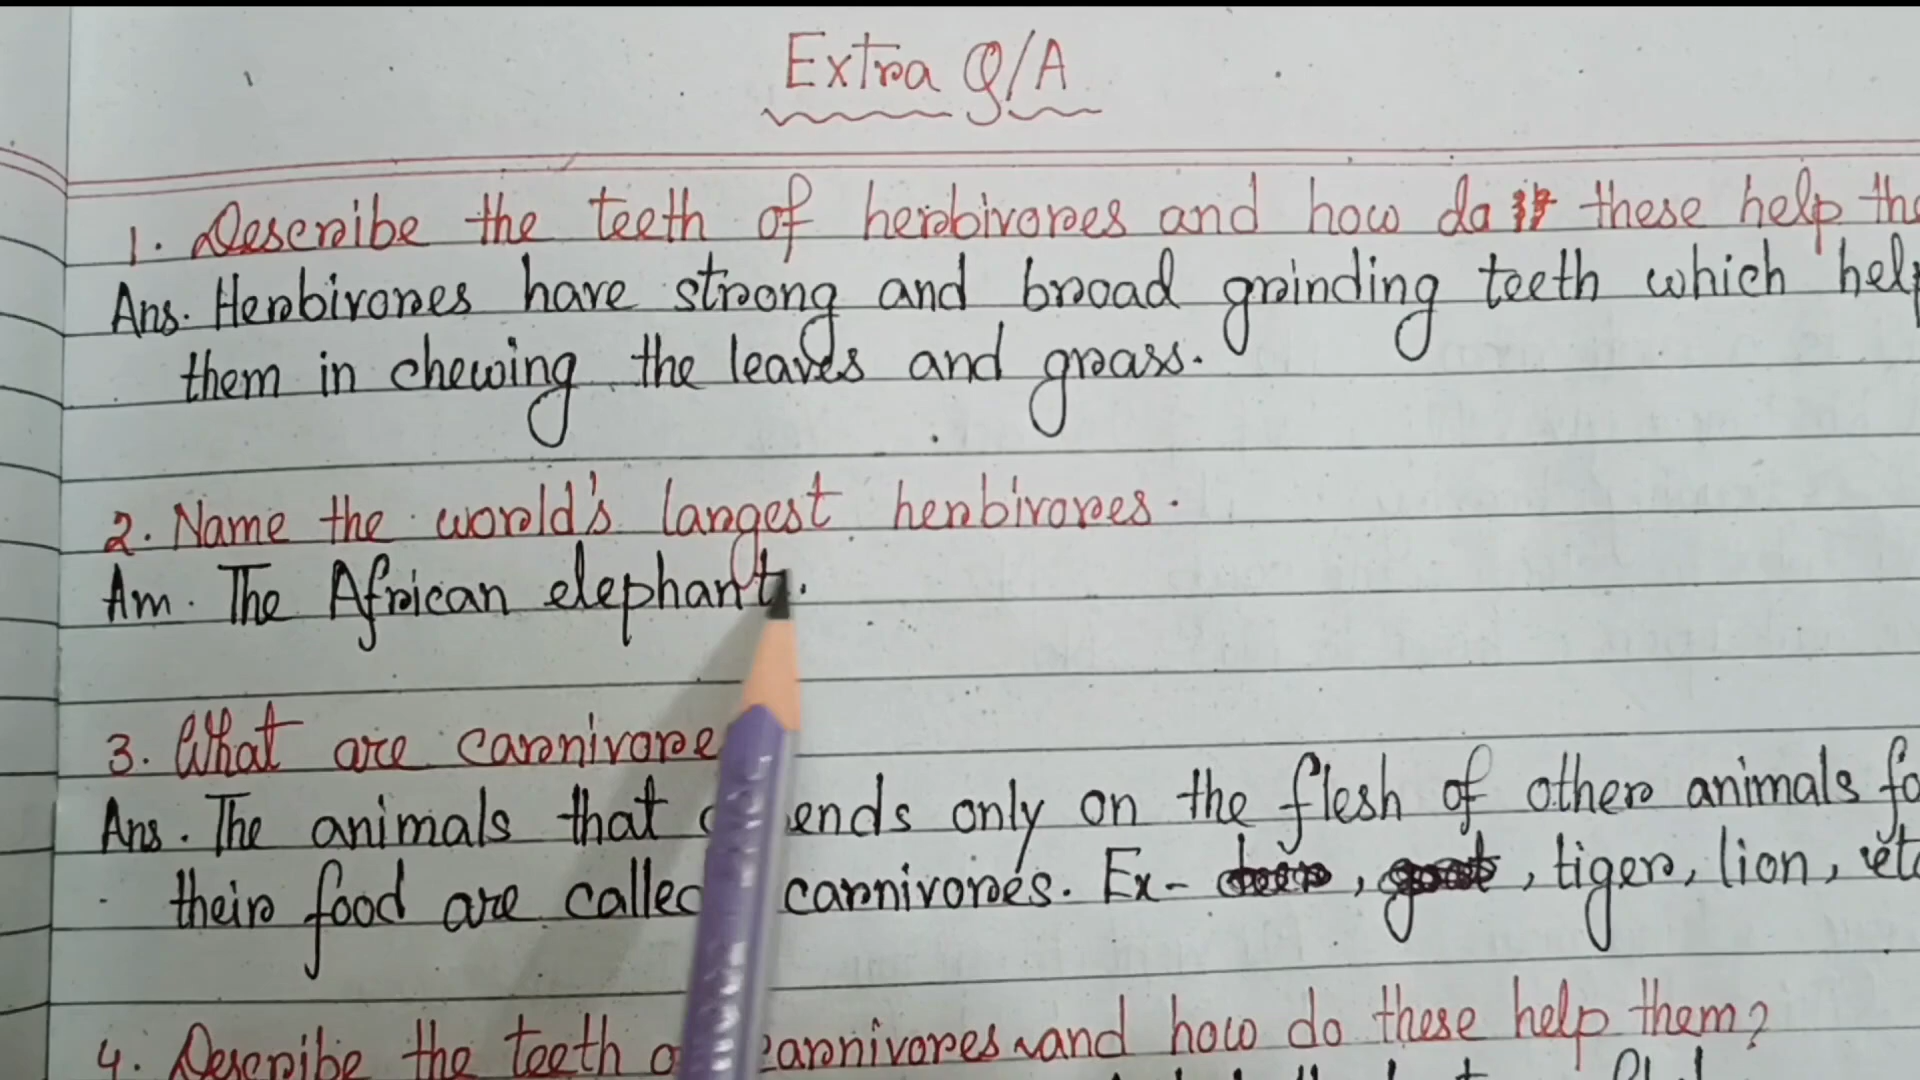 Extra Q/A
1. Describe the teeth of herbivores and how do these help the
Ans. Herbivores have strong and broad grinding teeth which help
them in chewing the leaves and grass.
2. Name the world's largest herbivores.
Ans. The African elephant.
3. What are carnivore
Ans. The animals that ends only on the flesh of other animals fo
their food are called carnivores. Ex- , , tiger, lion, etc
4. Describe the teeth o carnivores and how do these help them?